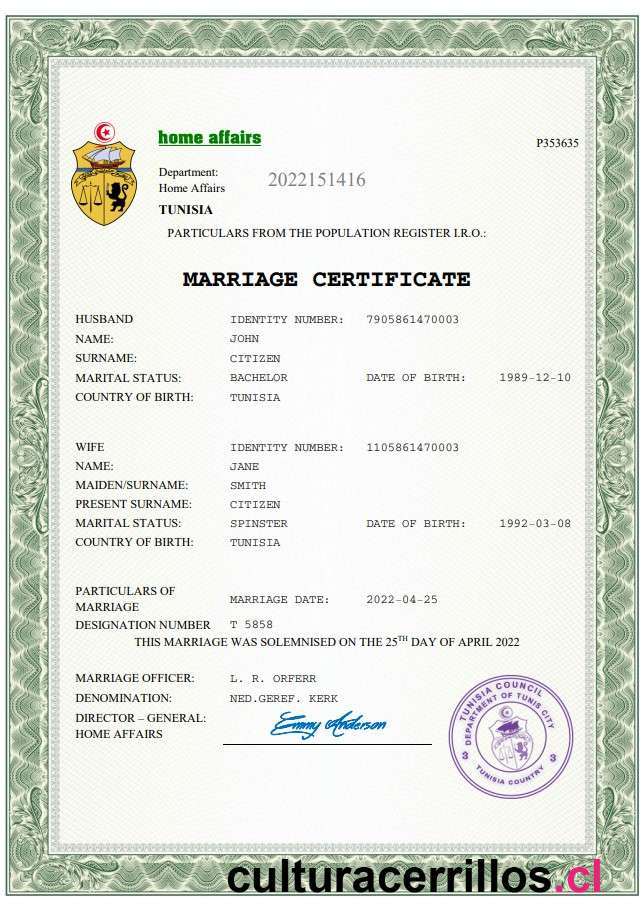 home affairs
P353635
Department:
Home Affairs
2022151416
TUNISIA
PARTICULARS FROM THE POPULATION REGISTER I.R.O.:
MARRIAGE CERTIFICATE
HUSBAND IDENTITY NUMBER: 7905861470003
NAME: JOHN
SURNAME: CITIZEN
MARITAL STATUS: BACHELOR DATE OF BIRTH: 1989-12-10
COUNTRY OF BIRTH: TUNISIA
WIFE IDENTITY NUMBER: 1105861470003
NAME: JANE
MAIDEN/SURNAME: SMITH
PRESENT SURNAME: CITIZEN
MARITAL STATUS: SPINSTER DATE OF BIRTH: 1992-03-08
COUNTRY OF BIRTH: TUNISIA
PARTICULARS OF
MARRIAGE MARRIAGE DATE: 2022-04-25
DESIGNATION NUMBER T 5858
THIS MARRIAGE WAS SOLEMNISED ON THE 25TH DAY OF APRIL 2022
MARRIAGE OFFICER: L. R. ORFERR
DENOMINATION: NED.GEREF. KERK
DIRECTOR – GENERAL: Emmy Anderson
HOME AFFAIRS
TUNISIA COUNCIL
DEPARTMENT OF TUNIS CITY
3 3
TUNISIA COUNTRY
culturacerrillos.cl